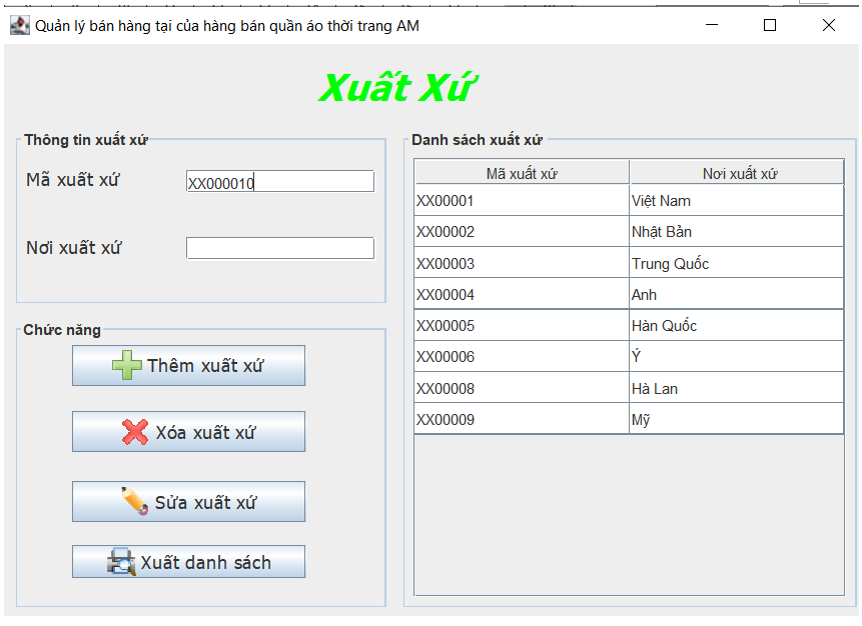 Quản lý bán hàng tại của hàng bán quần áo thời trang AM
Xuất Xứ
Thông tin xuất xứ
Mã xuất xứ XX000010
Nơi xuất xứ
Chức năng
Thêm xuất xứ
Xóa xuất xứ
Sửa xuất xứ
Xuất danh sách
Danh sách xuất xứ
Mã xuất xứ Nơi xuất xứ
XX00001 Việt Nam
XX00002 Nhật Bản
XX00003 Trung Quốc
XX00004 Anh
XX00005 Hàn Quốc
XX00006 Ý
XX00008 Hà Lan
XX00009 Mỹ